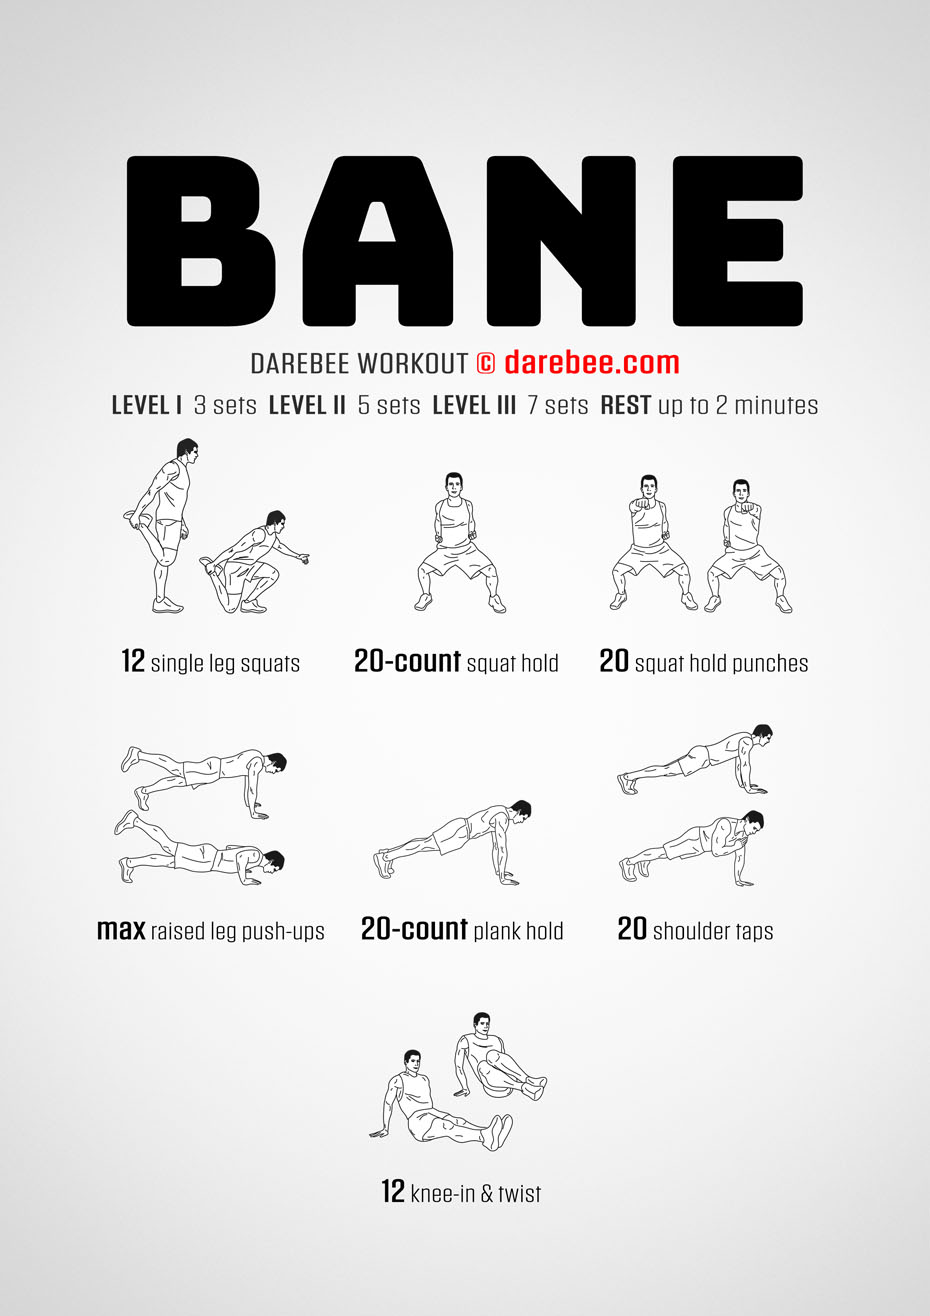 BANE
DAREBEE WORKOUT © darebee.com
LEVEL I 3 sets LEVEL II 5 sets LEVEL III 7 sets REST up to 2 minutes
12 single leg squats
20-count squat hold
20 squat hold punches
max raised leg push-ups
20-count plank hold
20 shoulder taps
12 knee-in & twist